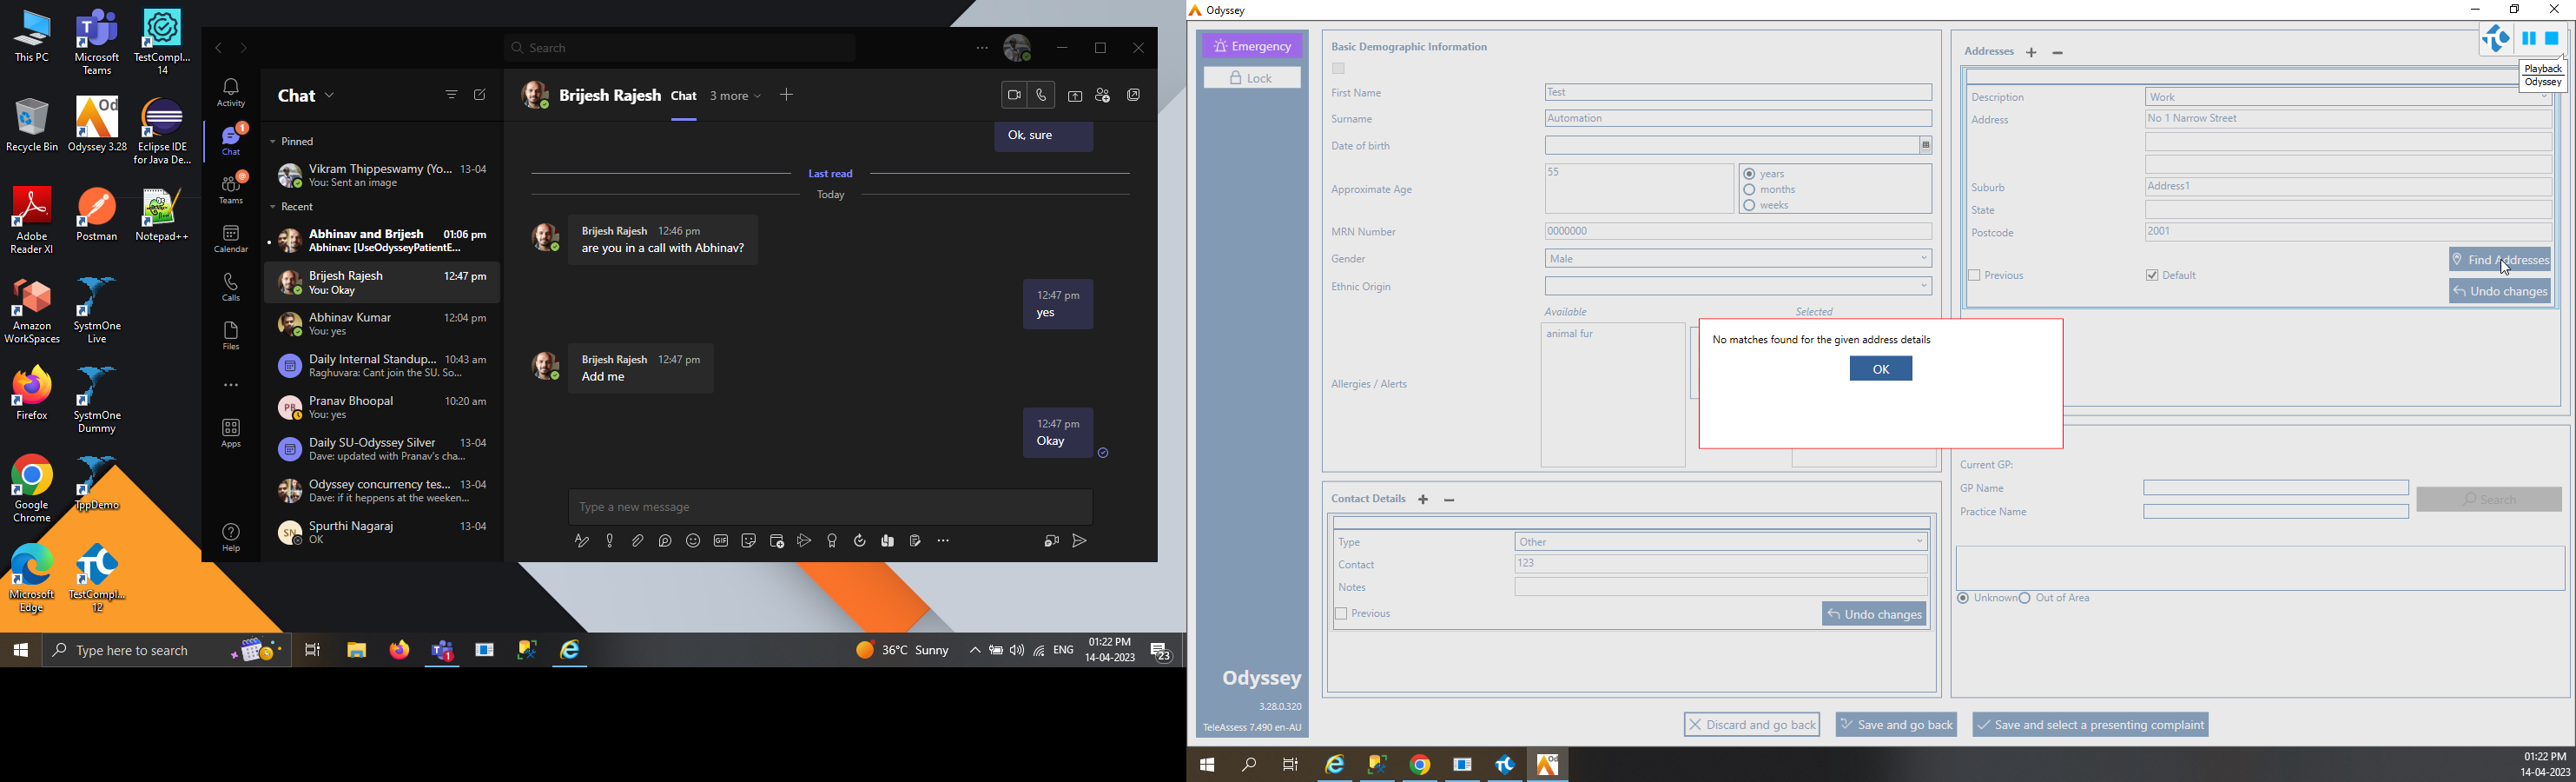 This PC
Microsoft
Teams
TestCompl...
14
Recycle Bin
Odyssey 3.28
Eclipse IDE
for Java De...
Adobe
Reader XI
Postman
Notepad++
Amazon
WorkSpaces
SystmOne
Live
Firefox
SystmOne
Dummy
Google
Chrome
TppDemo
Microsoft
Edge
TestCompl...
12
Search
Activity
Chat
1
Teams
Calendar
Calls
Files
Apps
Help
Chat
Pinned
Vikram Thippeswamy (Yo... 13-04
You: Sent an image
Recent
Abhinav and Brijesh 01:06 pm
Abhinav: [UseOdysseyPatientE...
Brijesh Rajesh 12:47 pm
You: Okay
Abhinav Kumar 12:04 pm
You: yes
Daily Internal Standup... 10:43 am
Raghuvara: Cant join the SU. So...
PB
Pranav Bhoopal 10:20 am
You: yes
Daily SU-Odyssey Silver 13-04
Dave: updated with Pranav's cha...
Odyssey concurrency tes... 13-04
Dave: if it heppens at the weeken...
SN
Spurthi Nagaraj 13-04
OK
Brijesh Rajesh Chat 3 more
Ok, sure
Last read
Today
Brijesh Rajesh 12:46 pm
are you in a call with Abhinav?
12:47 pm
yes
Brijesh Rajesh 12:47 pm
Add me
12:47 pm
Okay
Type a new message
GIF
Type here to search
1
36°C Sunny
ENG
01:22 PM
14-04-2023
23
Odyssey
Emergency
Lock
Odyssey
3.28.0.320
TeleAssess 7.490 en-AU
Basic Demographic Information
First Name Test
Surname Automation
Date of birth
Approximate Age 55
years
months
weeks
MRN Number 0000000
Gender Male
Ethnic Origin
Available Selected
animal fur
Allergies / Alerts
Contact Details
Type Other
Contact 123
Notes
Previous
Undo changes
Addresses
Playback
Odyssey
Description Work
Address No 1 Narrow Street
Suburb Address1
State
Postcode 2001
Find Addresses
Previous Default
Undo changes
No matches found for the given address details
OK
Current GP:
GP Name
Search
Practice Name
Unknown Out of Area
Discard and go back
Save and go back
Save and select a presenting complaint
01:22 PM
14-04-2023